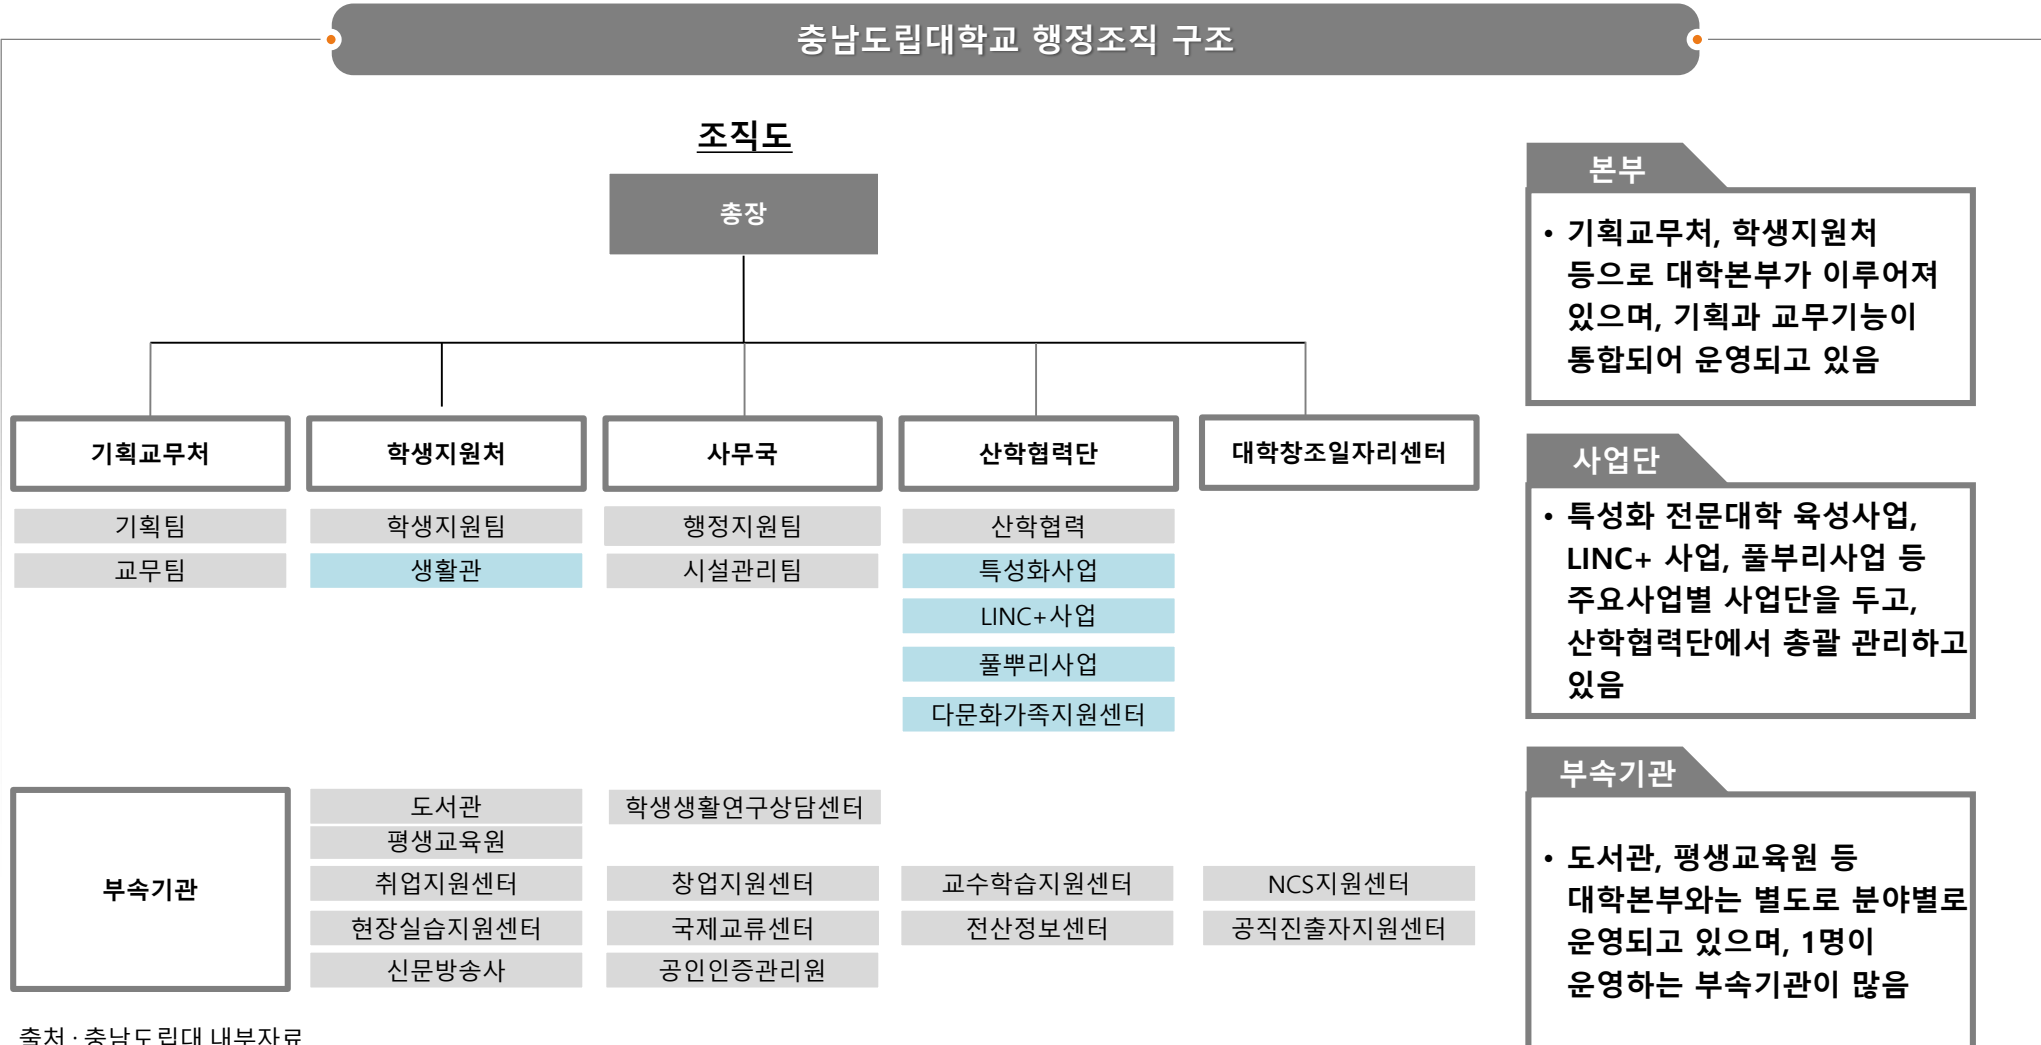 충남도립대학교 행정조직 구조
조직도
총장
기획교무처
학생지원처
사무국
산학협력단
대학창조일자리센터
기획팀
학생지원팀
행정지원팀
산학협력
교무팀
생활관
시설관리팀
특성화사업
LINC+사업
풀뿌리사업
다문화가족지원센터
부속기관
도서관
학생생활연구상담센터
평생교육원
취업지원센터
창업지원센터
교수학습지원센터
NCS지원센터
현장실습지원센터
국제교류센터
전산정보센터
공직진출자지원센터
신문방송사
공인인증관리원
출처 : 충남도립대 내부자료
본부
• 기획교무처, 학생지원처
등으로 대학본부가 이루어져
있으며, 기획과 교무기능이
통합되어 운영되고 있음
사업단
• 특성화 전문대학 육성사업,
LINC+ 사업, 풀부리사업 등
주요사업별 사업단을 두고,
산학협력단에서 총괄 관리하고
있음
부속기관
• 도서관, 평생교육원 등
대학본부와는 별도로 분야별로
운영되고 있으며, 1명이
운영하는 부속기관이 많음